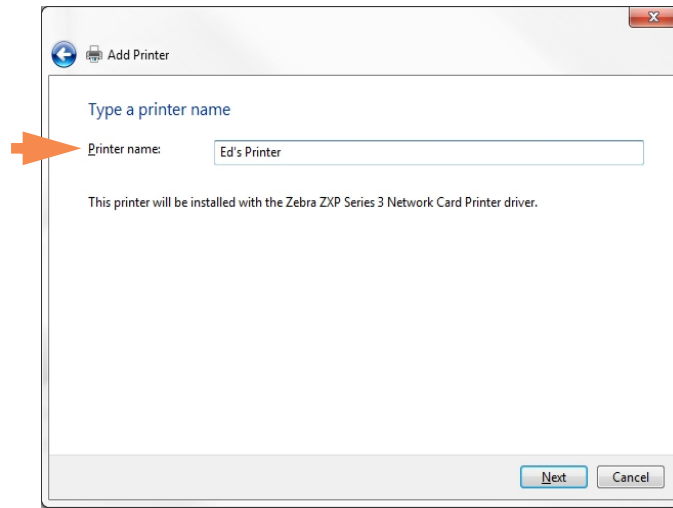 Add Printer
Type a printer name
Printer name:
Ed's Printer
This printer will be installed with the Zebra ZXP Series 3 Network Card Printer driver.
Next
Cancel